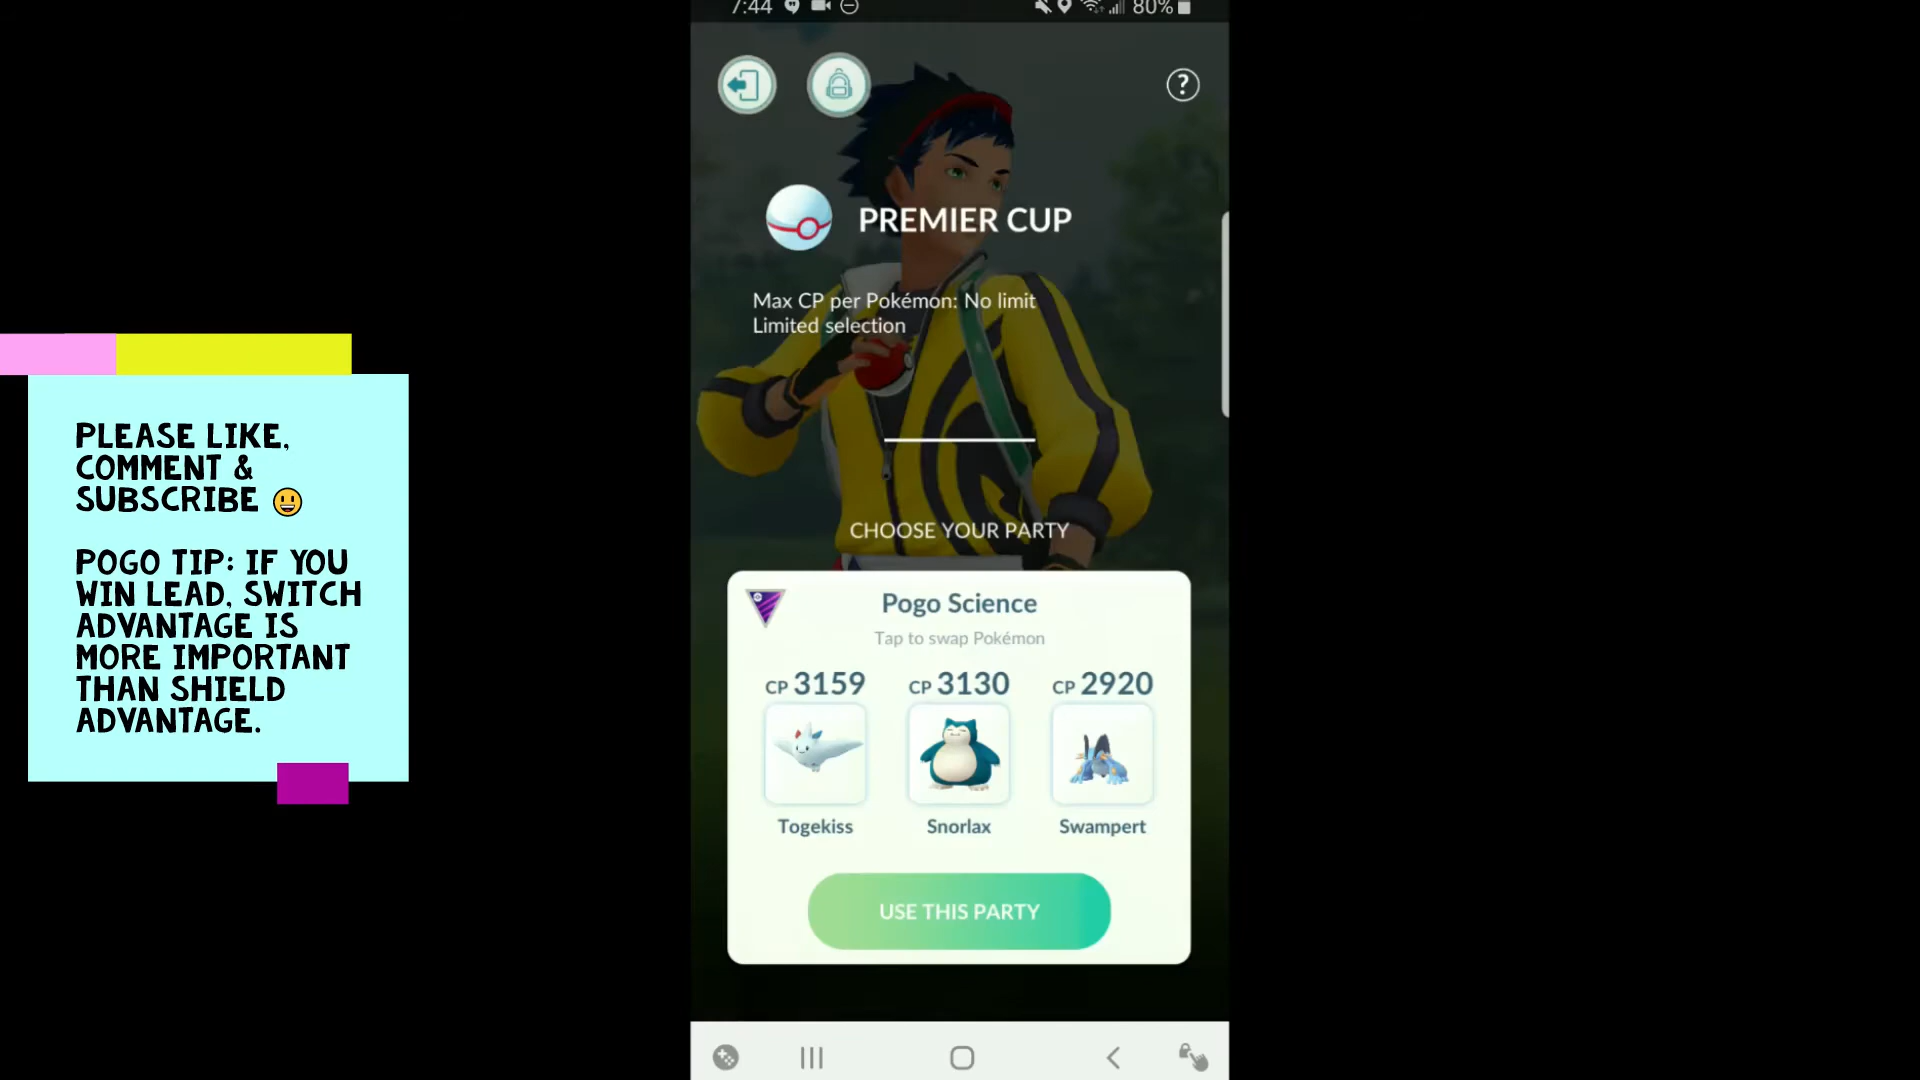 7:44
80%
PREMIER CUP
Max CP per Pokémon: No limit
Limited selection
CHOOSE YOUR PARTY
Pogo Science
Tap to swap Pokémon
CP 3159 CP 3130 CP 2920
Togekiss Snorlax Swampert
USE THIS PARTY
PLEASE LIKE,
COMMENT &
SUBSCRIBE 😃
POGO TIP: IF YOU
WIN LEAD, SWITCH
ADVANTAGE IS
MORE IMPORTANT
THAN SHIELD
ADVANTAGE.